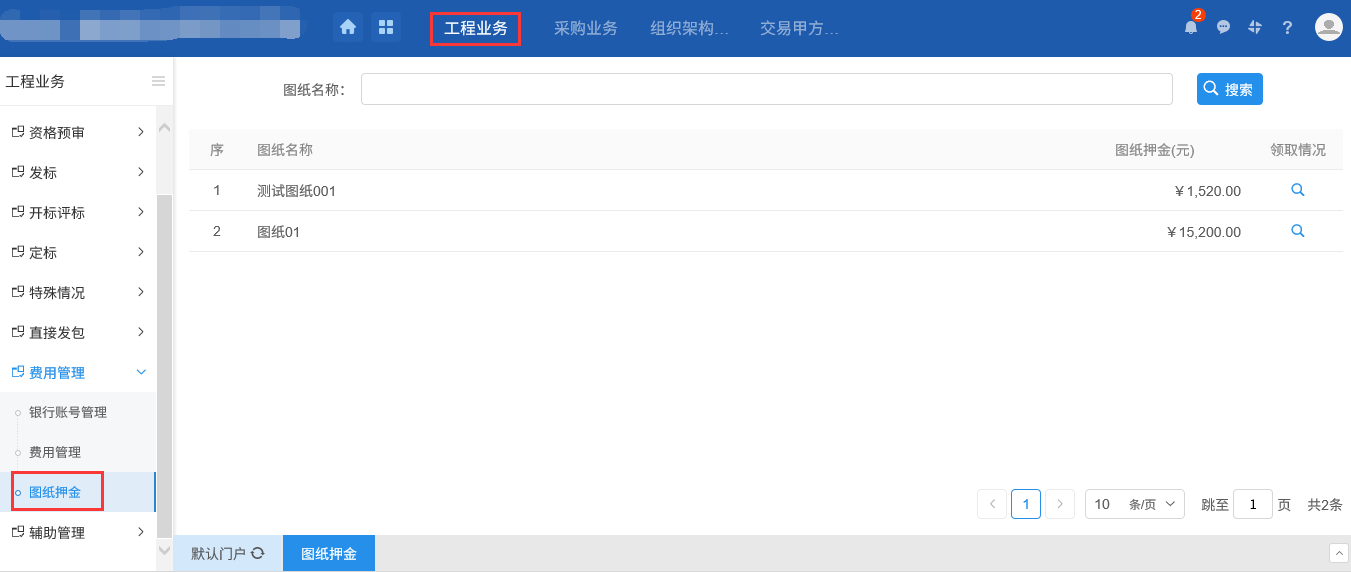 工程业务 采购业务 组织架构... 交易甲方... 2 ?
工程业务
资格预审
发标
开标评标
定标
特殊情况
直接发包
费用管理
银行账号管理
费用管理
图纸押金
辅助管理
图纸名称： 搜索
序 图纸名称 图纸押金(元) 领取情况
1 测试图纸001 ￥1,520.00
2 图纸01 ￥15,200.00
1 10 条/页 跳至 1 页 共2条
默认门户 图纸押金